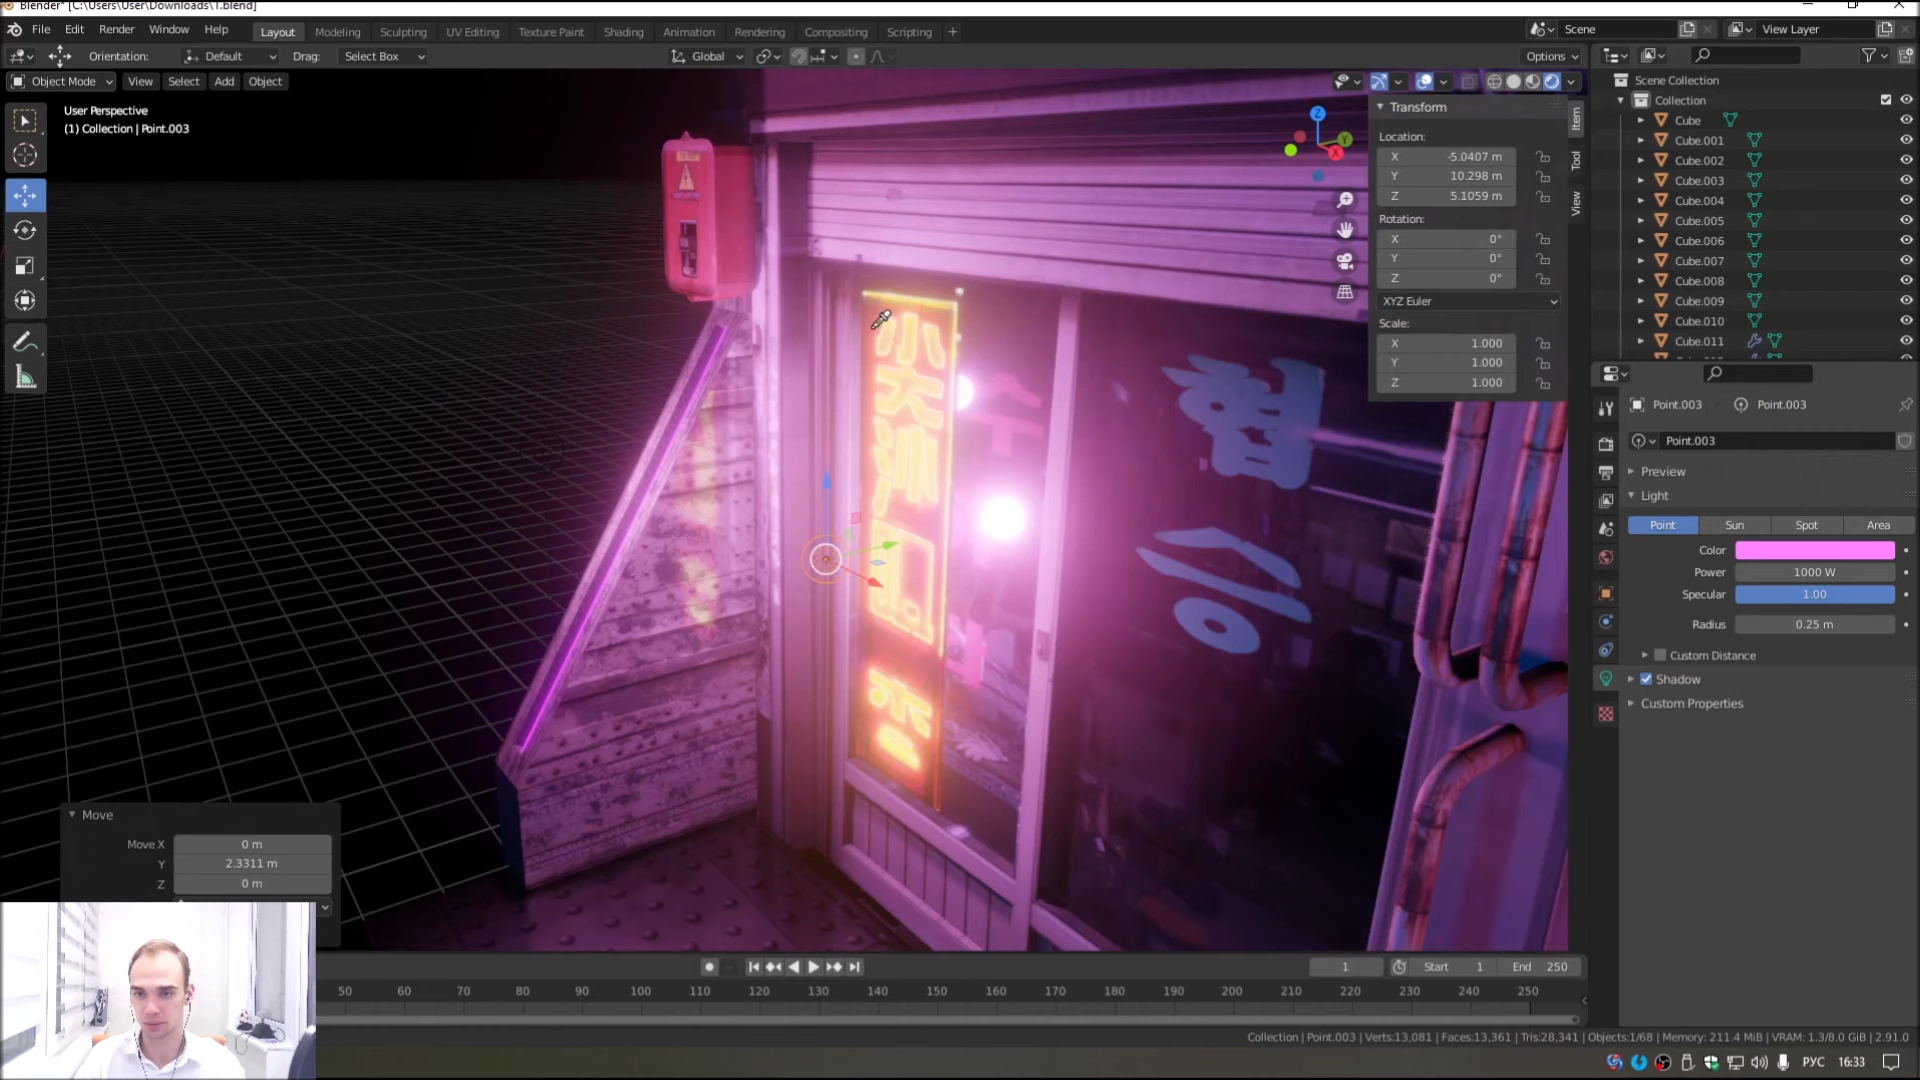 Blender* [C:\Users\User\Downloads\T.blend]
File Edit Render Window Help
Layout Modeling Sculpting UV Editing Texture Paint Shading Animation Rendering Compositing Scripting +
Scene
View Layer
Orientation: Default Drag: Select Box
Global
Options
Object Mode View Select Add Object
User Perspective
(1) Collection | Point.003
Z
Y
X
Transform
Location:
X -5.0407 m
Y 10.298 m
Z 5.1059 m
Rotation:
X 0°
Y 0°
Z 0°
XYZ Euler
Scale:
X 1.000
Y 1.000
Z 1.000
Item
Tool
View
Scene Collection
Collection
Cube
Cube.001
Cube.002
Cube.003
Cube.004
Cube.005
Cube.006
Cube.007
Cube.008
Cube.009
Cube.010
Cube.011
Point.003 Point.003
Point.003
Preview
Light
Point Sun Spot Area
Color
Power 1000 W
Specular 1.00
Radius 0.25 m
Custom Distance
Shadow
Custom Properties
小
大
Move
Move X 0 m
Y 2.3311 m
Z 0 m
1
Start 1
End 250
50 60 70 80 90 100 110 120 130 140 150 160 170 180 190 200 210 220 230 240 250
Collection | Point.003 | Verts:13,081 | Faces:13,361 | Tris:28,341 | Objects:1/68 | Memory: 211.4 MiB | VRAM: 1.3/8.0 GiB | 2.91.0
РУС 16:33